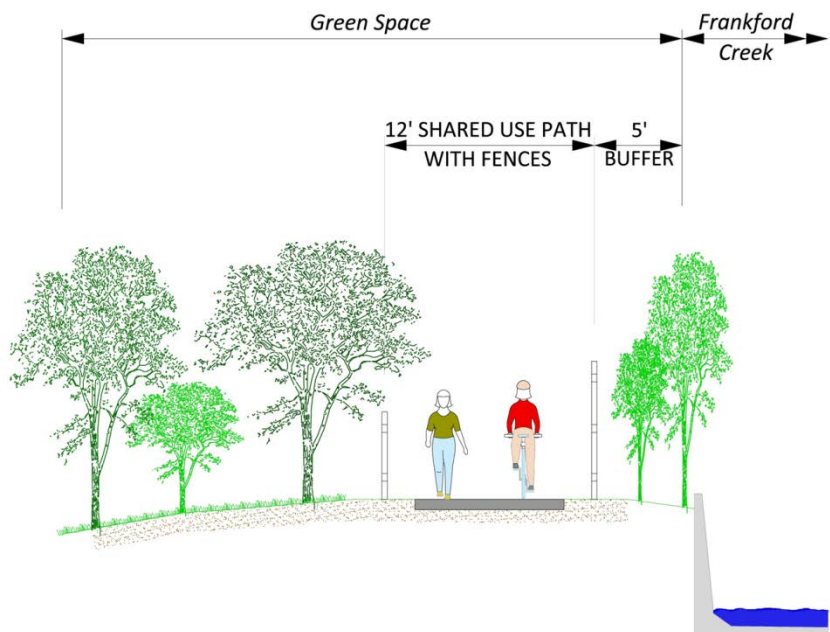 Green Space
Frankford
Creek
12' SHARED USE PATH
WITH FENCES
5'
BUFFER